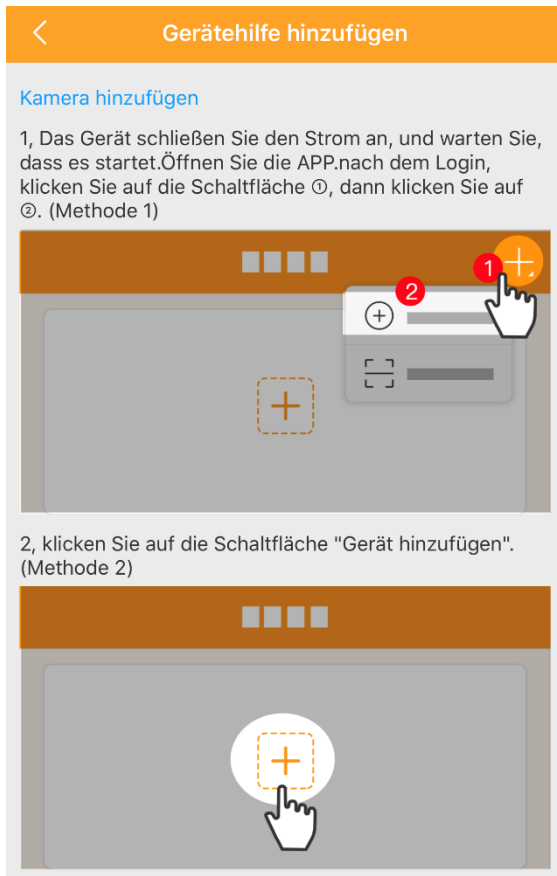 Gerätehilfe hinzufügen
Kamera hinzufügen
1, Das Gerät schließen Sie den Strom an, und warten Sie,
dass es startet.Öffnen Sie die APP.nach dem Login,
klicken Sie auf die Schaltfläche ①, dann klicken Sie auf
②. (Methode 1)
1
2
2, klicken Sie auf die Schaltfläche "Gerät hinzufügen".
(Methode 2)